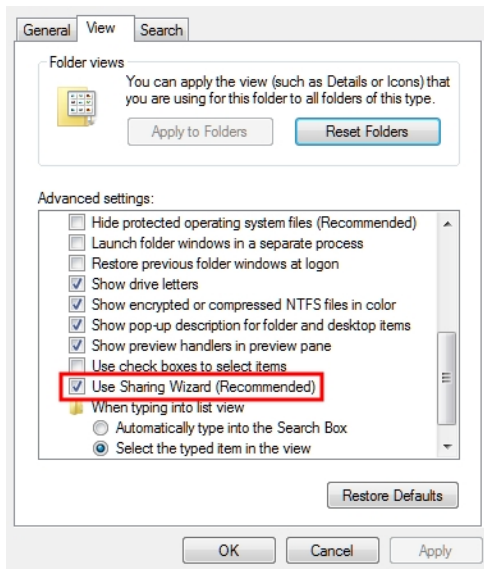 General View Search
Folder views
You can apply the view (such as Details or Icons) that
you are using for this folder to all folders of this type.
Apply to Folders Reset Folders
Advanced settings:
Hide protected operating system files (Recommended)
Launch folder windows in a separate process
Restore previous folder windows at logon
Show drive letters
Show encrypted or compressed NTFS files in color
Show pop-up description for folder and desktop items
Show preview handlers in preview pane
Use check boxes to select items
Use Sharing Wizard (Recommended)
When typing into list view
Automatically type into the Search Box
Select the typed item in the view
Restore Defaults
OK Cancel Apply